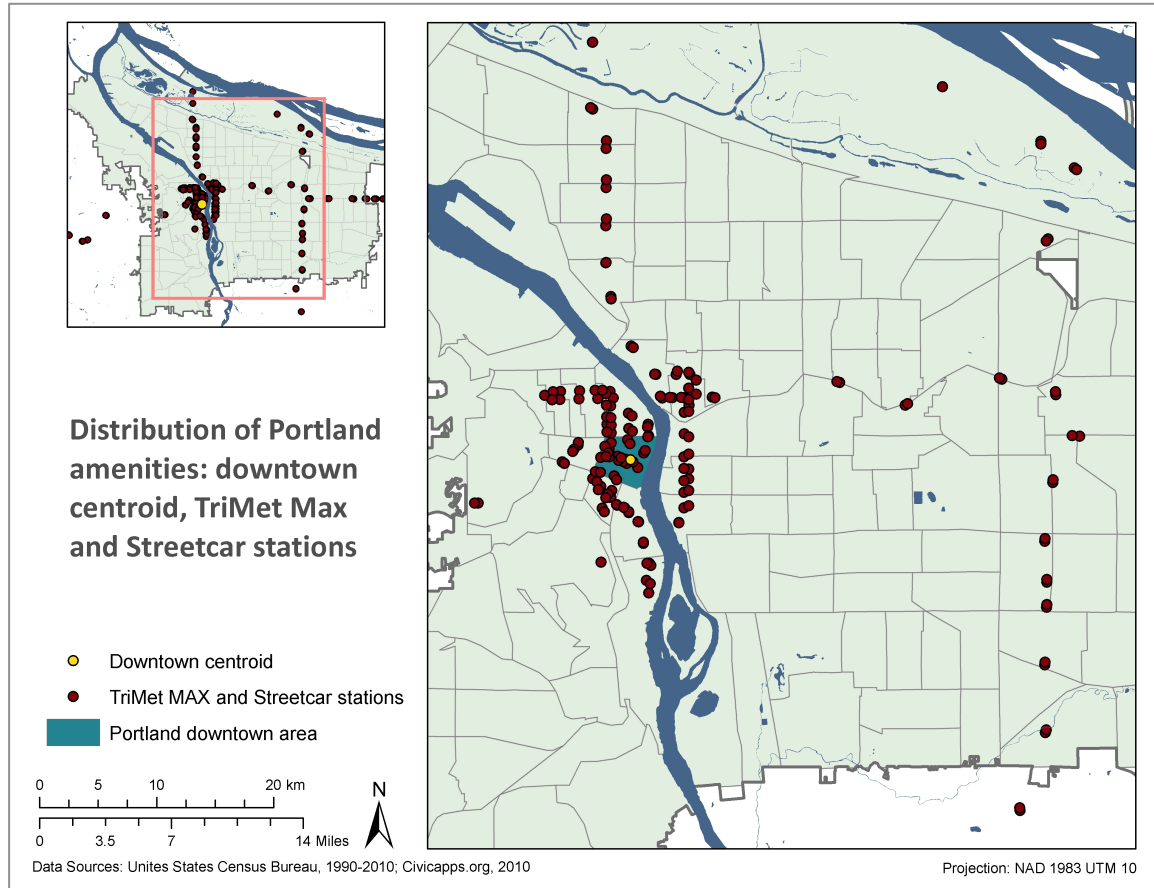 Distribution of Portland
amenities: downtown
centroid, TriMet Max
and Streetcar stations
Downtown centroid
TriMet MAX and Streetcar stations
Portland downtown area
0 5 10 20 km
N
0 3.5 7 14 Miles
Data Sources: Unites States Census Bureau, 1990-2010; Civicapps.org, 2010
Projection: NAD 1983 UTM 10